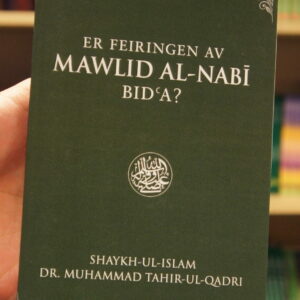 ER FEIRINGEN AV
MAWLID AL-NABĪ
BIDʿA?
SHAYKH-UL-ISLAM
DR. MUHAMMAD TAHIR-UL-QADRI